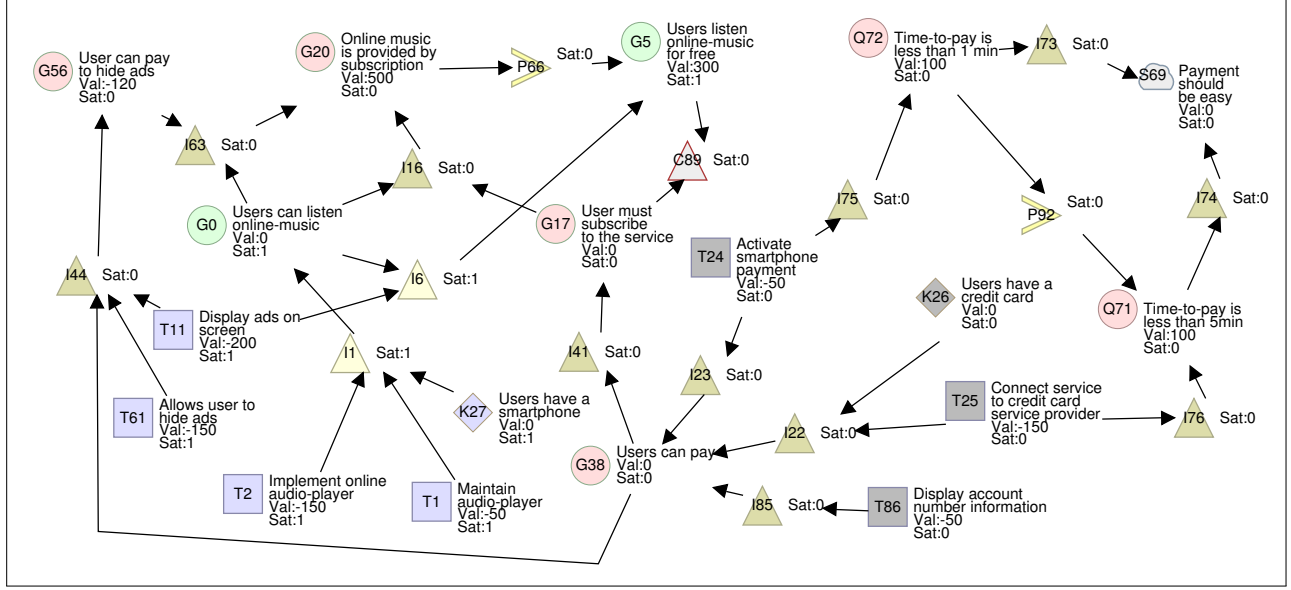 G56
User can pay
to hide ads
Val:-120
Sat:0
G20
Online music
is provided by
subscription
Val:500
Sat:0
P66
Sat:0
G5
Users listen
online-music
for free
Val:300
Sat:1
Q72
Time-to-pay is
less than 1 min
Val:100
Sat:0
I73
Sat:0
S69
Payment
should
be easy
Val:0
Sat:0
I63
Sat:0
I16
Sat:0
C89
Sat:0
G0
Users can listen
online-music
Val:0
Sat:1
G17
User must
subscribe
to the service
Val:0
Sat:0
I75
Sat:0
P92
Sat:0
I74
Sat:0
T24
Activate
smartphone
payment
Val:-50
Sat:0
I44
Sat:0
I6
Sat:1
K26
Users have a
credit card
Val:0
Sat:0
Q71
Time-to-pay is
less than 5min
Val:100
Sat:0
T11
Display ads on
screen
Val:-200
Sat:1
I1
Sat:1
I41
Sat:0
I23
Sat:0
T61
Allows user to
hide ads
Val:-150
Sat:1
K27
Users have a
smartphone
Val:0
Sat:1
T25
Connect service
to credit card
service provider
Val:-150
Sat:0
I76
Sat:0
I22
Sat:0
G38
Users can pay
Val:0
Sat:0
T2
Implement online
audio-player
Val:-150
Sat:1
T1
Maintain
audio-player
Val:-50
Sat:1
I85
Sat:0
T86
Display account
number information
Val:-50
Sat:0